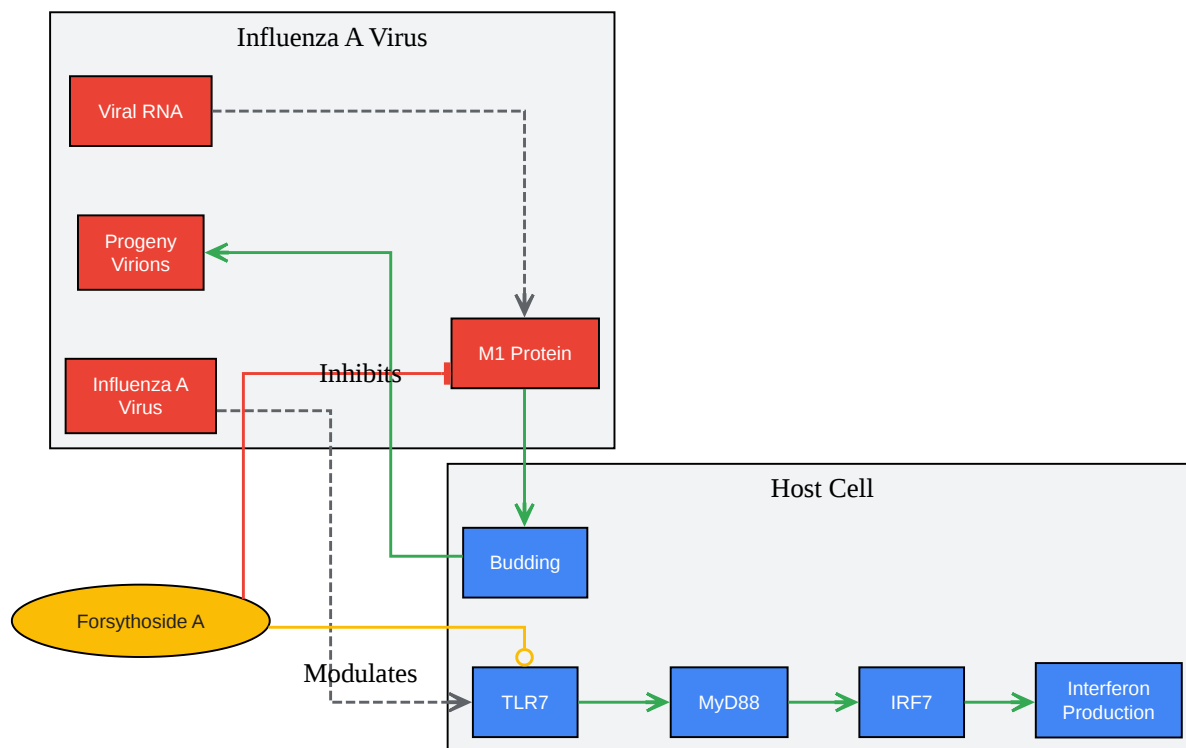 Influenza A Virus
Viral RNA
Progeny
Virions
M1 Protein
Inhibits
Influenza A
Virus
Host Cell
Budding
Forsythoside A
Modulates
TLR7
MyD88
IRF7
Interferon
Production